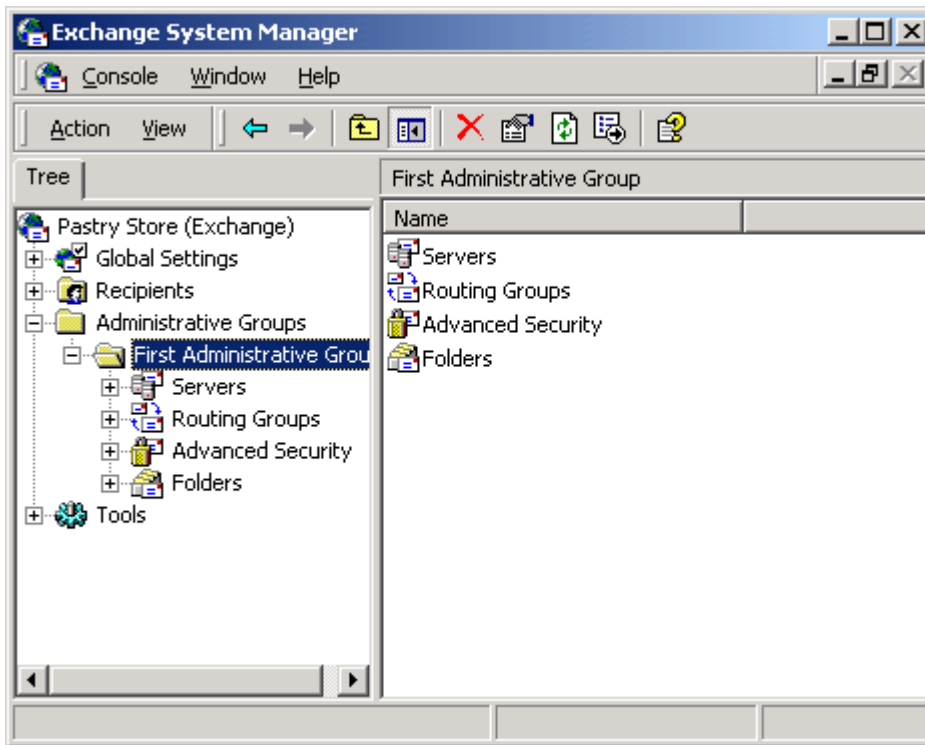 Exchange System Manager
Console Window Help
Action View
Tree
First Administrative Group
Pastry Store (Exchange)
Global Settings
Recipients
Administrative Groups
First Administrative Grou
Servers
Routing Groups
Advanced Security
Folders
Tools
Name
Servers
Routing Groups
Advanced Security
Folders